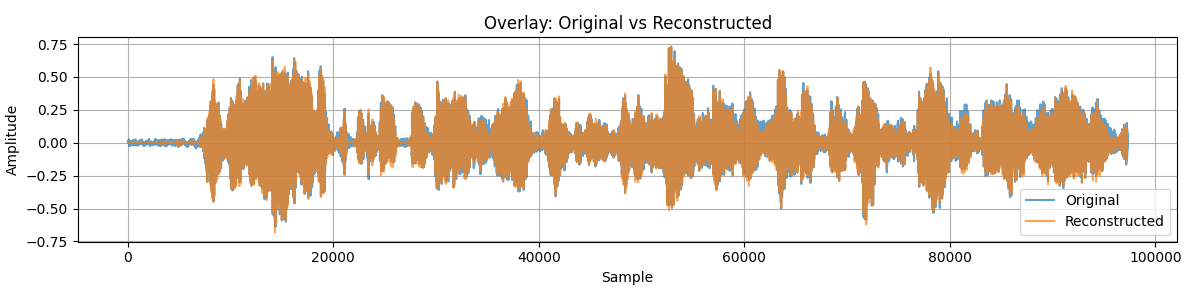 Overlay: Original vs Reconstructed
0.75
0.50
0.25
0.00
−0.25
−0.50
−0.75
Amplitude
0
20000
40000
60000
80000
100000
Sample
Original
Reconstructed